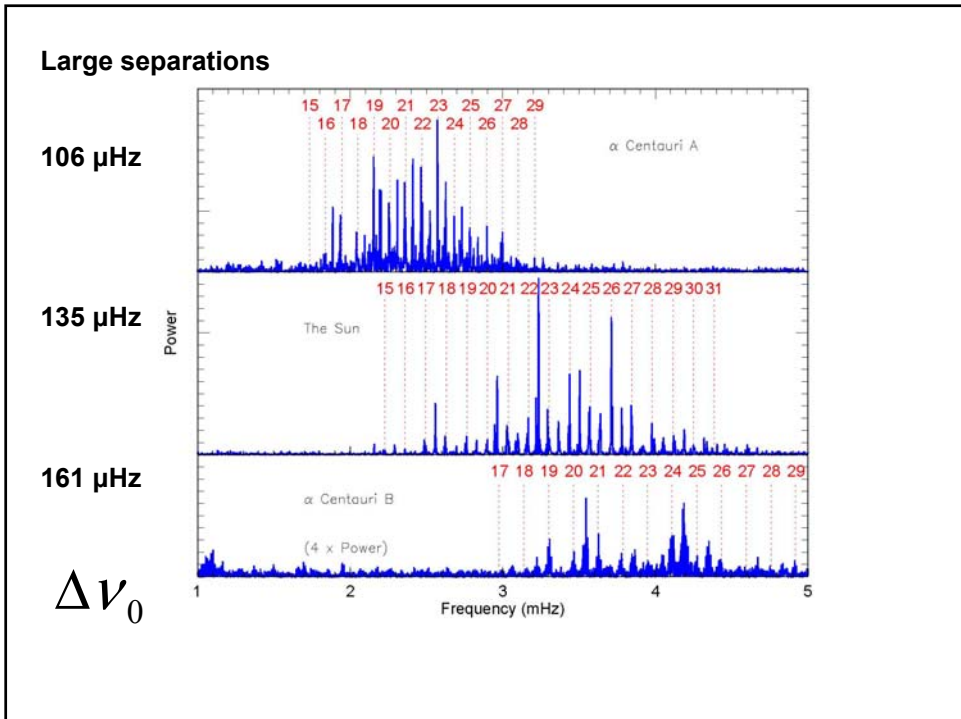 Large separations
15 17 19 21 23 25 27 29
16 18 20 22 24 26 28
α Centauri A
106 μHz
15 16 17 18 19 20 21 22 23 24 25 26 27 28 29 30 31
135 μHz
The Sun
Power
161 μHz
17 18 19 20 21 22 23 24 25 26 27 28 29
α Centauri B
(4 x Power)
Δν₀
1 2 3 4 5
Frequency (mHz)